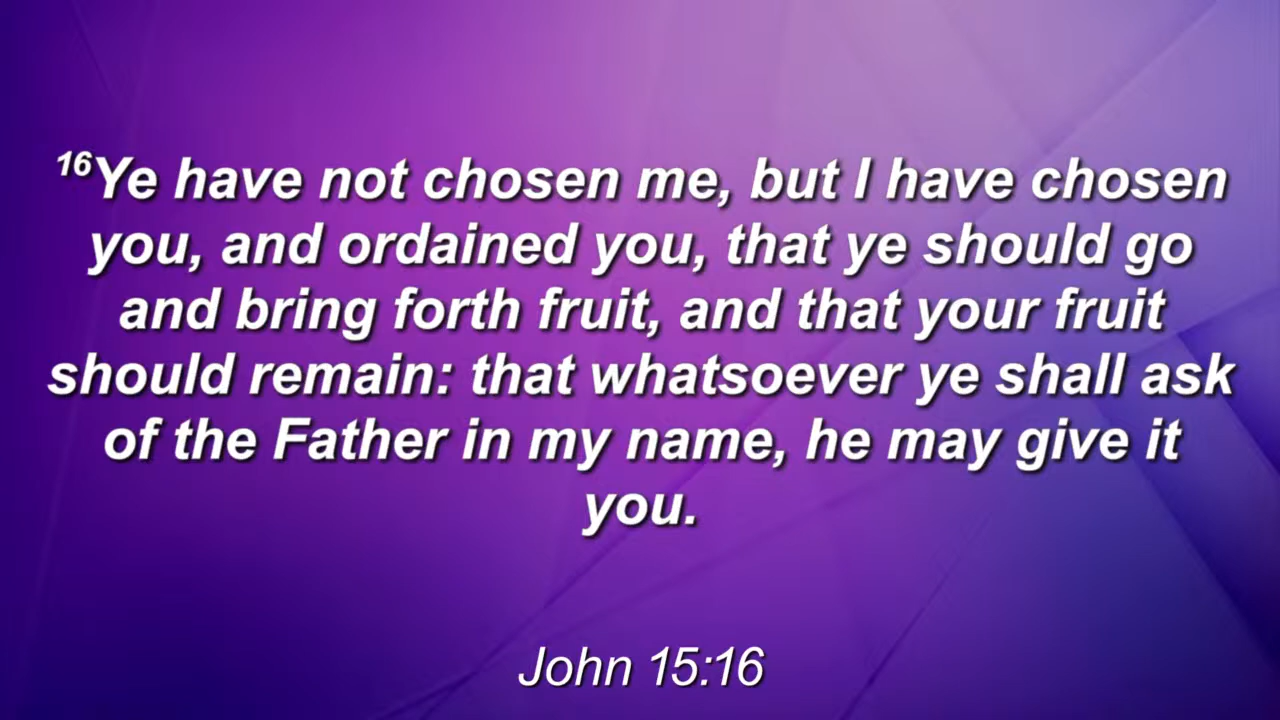 16Ye have not chosen me, but I have chosen
you, and ordained you, that ye should go
and bring forth fruit, and that your fruit
should remain: that whatsoever ye shall ask
of the Father in my name, he may give it
you.
John 15:16